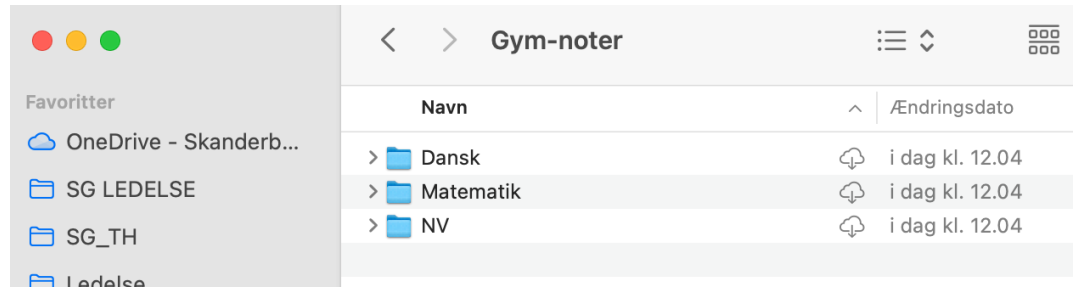 Gym-noter
Favoritter
OneDrive - Skanderb...
SG LEDELSE
SG_TH
Ledelse
Navn Ændringsdato
Dansk i dag kl. 12.04
Matematik i dag kl. 12.04
NV i dag kl. 12.04